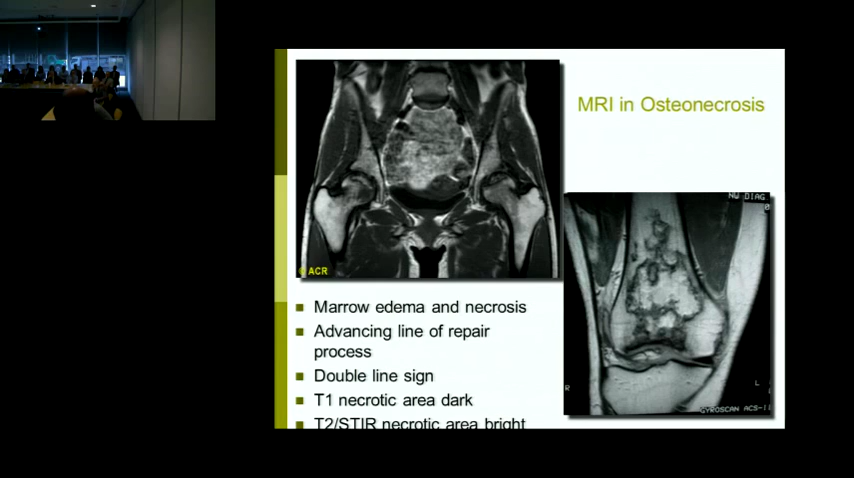 MRI in Osteonecrosis
NW DIAG
© ACR
R
L
GYROSCAN ACS-II
Marrow edema and necrosis
Advancing line of repair
process
Double line sign
T1 necrotic area dark
T2/STIR necrotic area bright